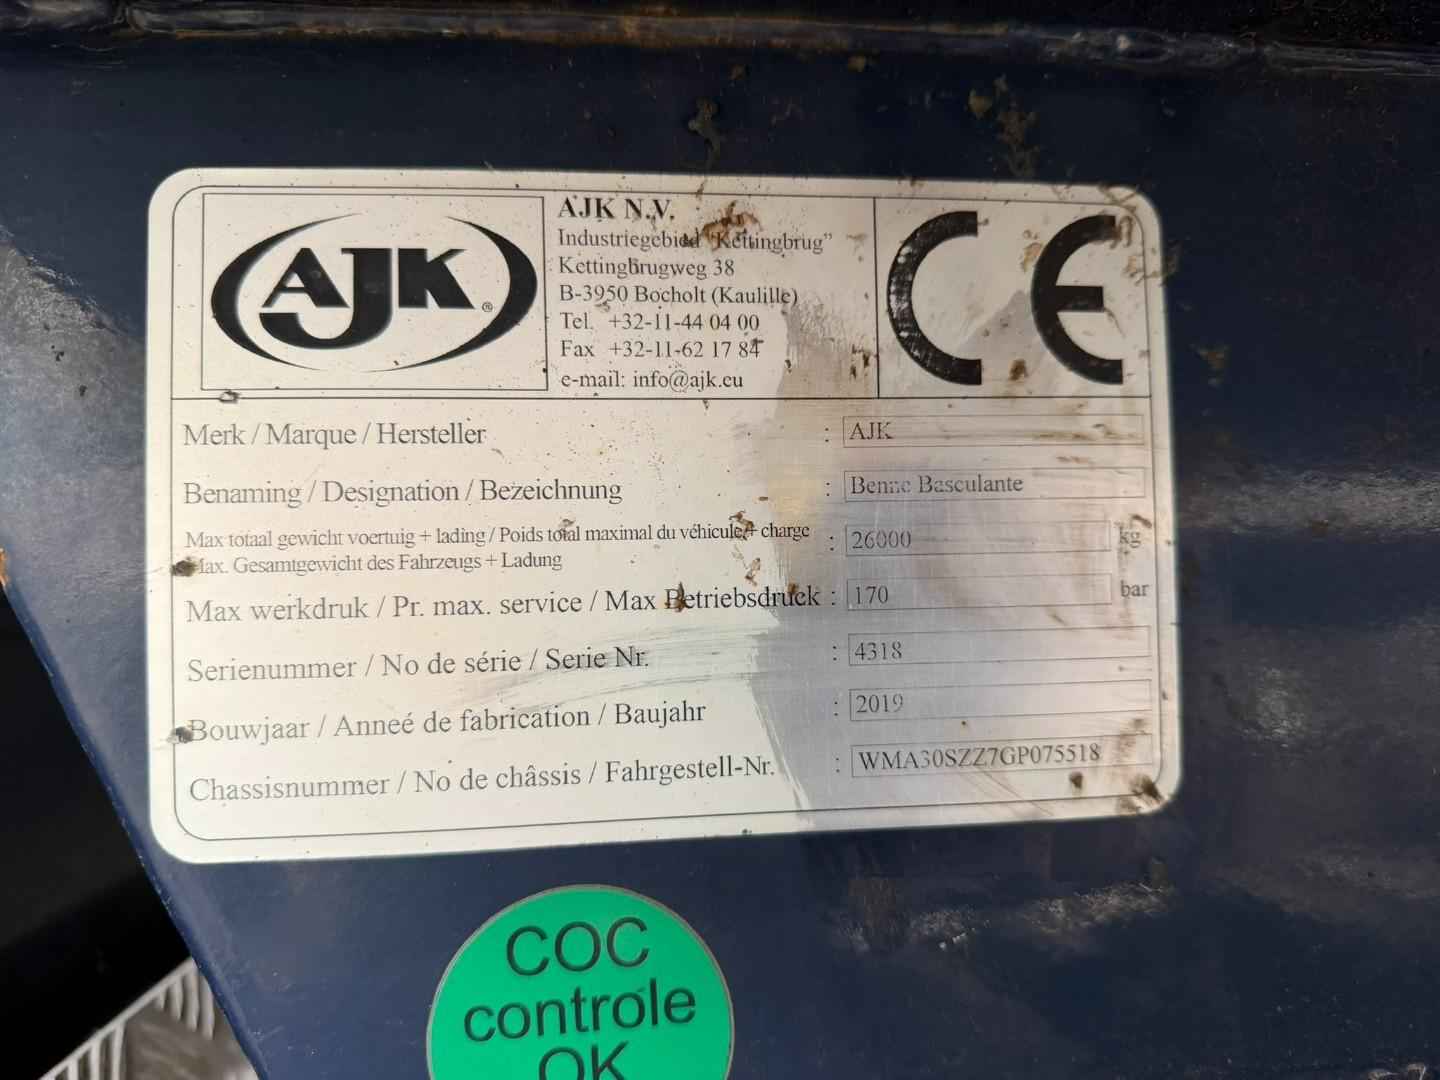 AJK ®
AJK N.V.
Industriegebied "Kettingbrug"
Kettingbrugweg 38
B-3950 Bocholt (Kaulille)
Tel. +32-11-44 04 00
Fax +32-11-62 17 84
e-mail: info@ajk.eu
CE
Merk / Marque / Hersteller : AJK
Benaming / Designation / Bezeichnung : Benne Basculante
Max totaal gewicht voertuig + lading / Poids total maximal du véhicule + charge : 26000 kg
Max. Gesamtgewicht des Fahrzeugs + Ladung
Max werkdruk / Pr. max. service / Max Betriebsdruck : 170 bar
Serienummer / No de série / Serie Nr. : 4318
Bouwjaar / Anneé de fabrication / Baujahr : 2019
Chassisnummer / No de châssis / Fahrgestell-Nr. : WMA30SZZ7GP075518
COC
controle
OK